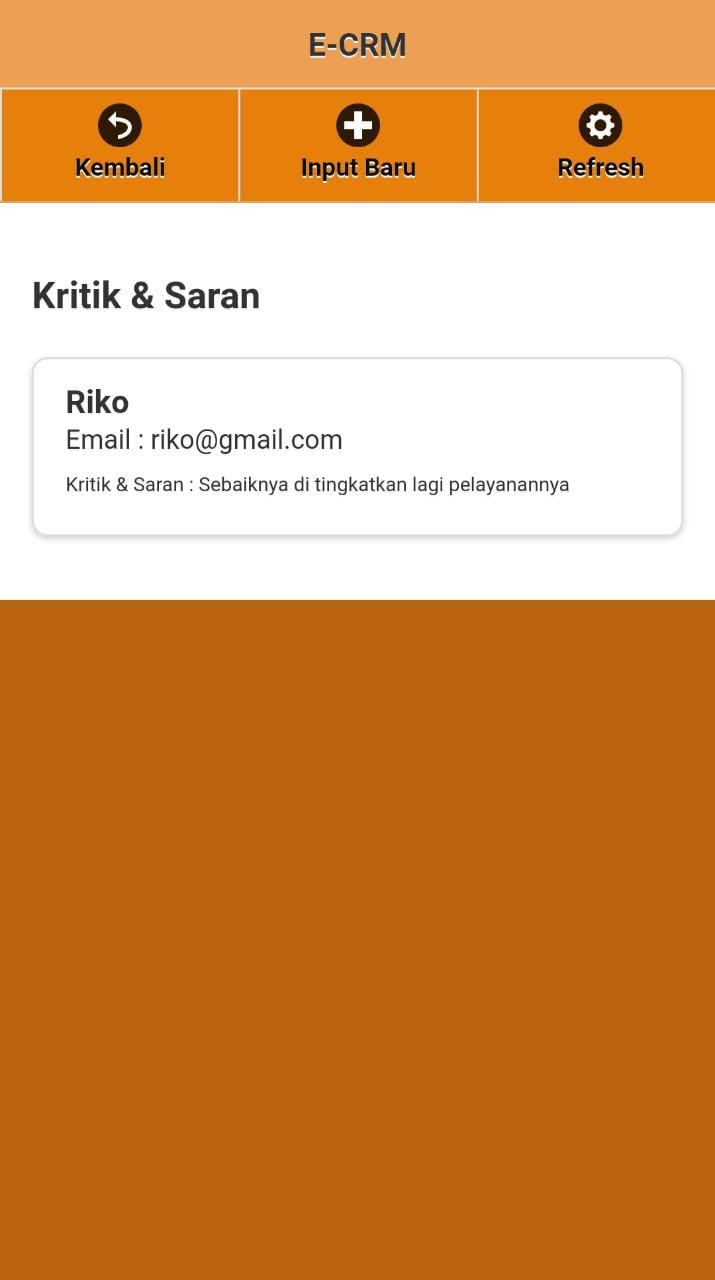 E-CRM
Kembali
Input Baru
Refresh
Kritik & Saran
Riko
Email : riko@gmail.com
Kritik & Saran : Sebaiknya di tingkatkan lagi pelayanannya